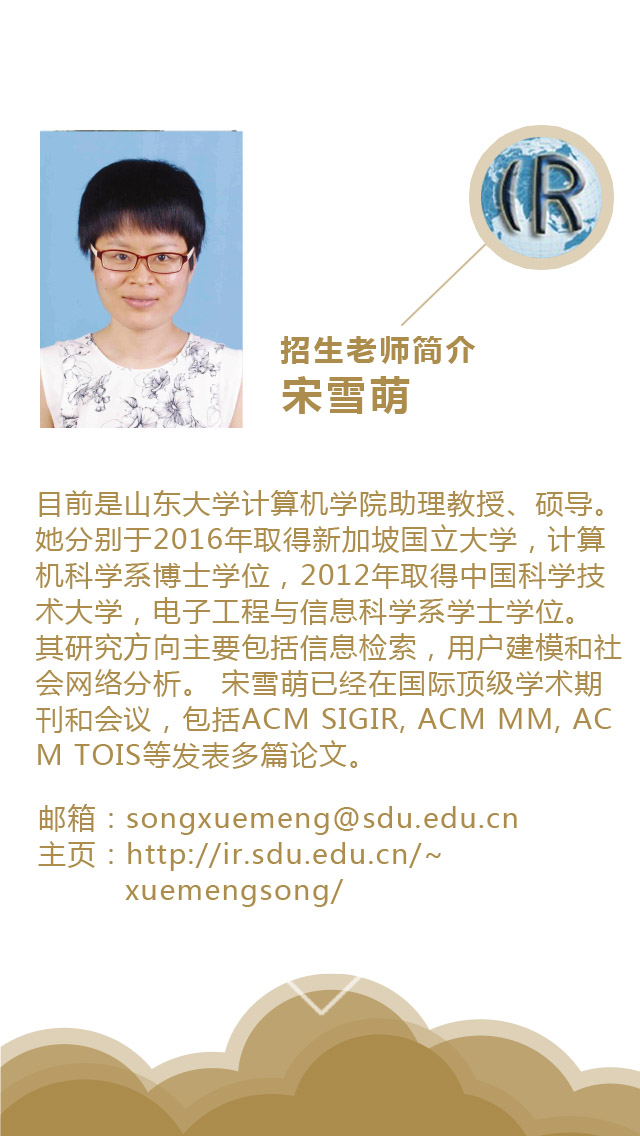 IR
招生老师简介
宋雪萌
目前是山东大学计算机学院助理教授、硕导。
她分别于2016年取得新加坡国立大学，计算
机科学系博士学位，2012年取得中国科学技
术大学，电子工程与信息科学系学士学位。
其研究方向主要包括信息检索，用户建模和社
会网络分析。 宋雪萌已经在国际顶级学术期
刊和会议，包括ACM SIGIR, ACM MM, AC
M TOIS等发表多篇论文。
邮箱：songxuemeng@sdu.edu.cn
主页：http://ir.sdu.edu.cn/~
xuemengsong/